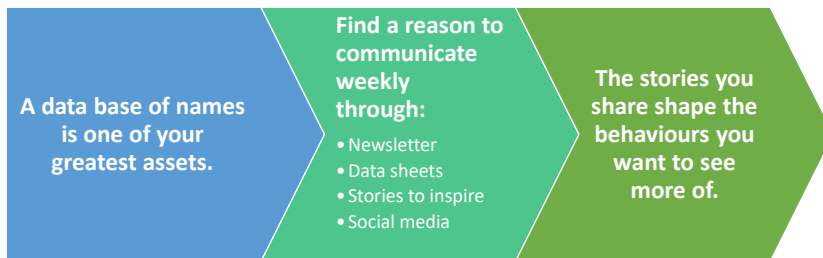 A data base of names
is one of your
greatest assets.
Find a reason to
communicate
weekly
through:
• Newsletter
• Data sheets
• Stories to inspire
• Social media
The stories you
share shape the
behaviours you
want to see
more of.